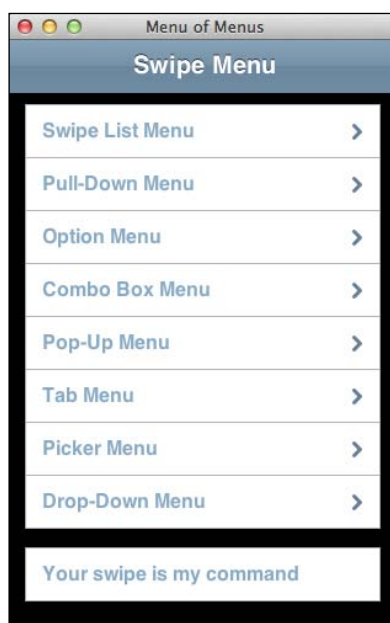 Menu of Menus
Swipe Menu
Swipe List Menu
Pull-Down Menu
Option Menu
Combo Box Menu
Pop-Up Menu
Tab Menu
Picker Menu
Drop-Down Menu
Your swipe is my command